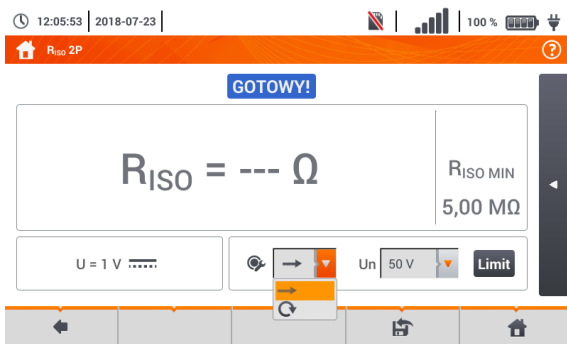 12:05:53 2018-07-23 100 %
RISO 2P ?
GOTOWY!
RISO = --- Ω
RISO MIN
5,00 MΩ
U = 1 V Un 50 V Limit